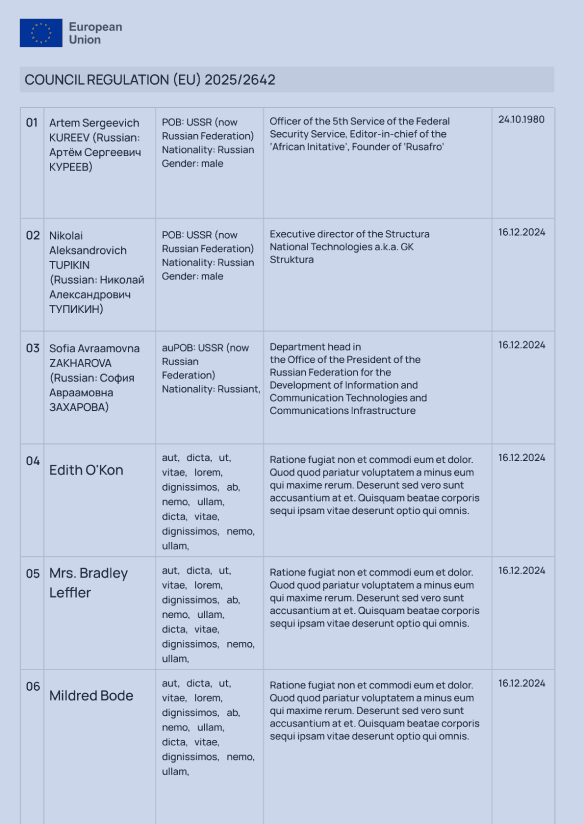 European
Union
COUNCIL REGULATION (EU) 2025/2642
01
Artem Sergeevich
KUREEV (Russian:
Артём Сергеевич
КУРЕЕВ)
POB: USSR (now
Russian Federation)
Nationality: Russian
Gender: male
Officer of the 5th Service of the Federal
Security Service, Editor-in-chief of the
'African Initative', Founder of 'Rusafro'
24.10.1980
02
Nikolai
Aleksandrovich
TUPIKIN
(Russian: Николай
Александрович
ТУПИКИН)
POB: USSR (now
Russian Federation)
Nationality: Russian
Gender: male
Executive director of the Structura
National Technologies a.k.a. GK
Struktura
16.12.2024
03
Sofia Avraamovna
ZAKHAROVA
(Russian: София
Авраамовна
ЗАХАРОВА)
auPOB: USSR (now
Russian
Federation)
Nationality: Russiant,
Department head in
the Office of the President of the
Russian Federation for the
Development of Information and
Communication Technologies and
Communications Infrastructure
16.12.2024
04
Edith O'Kon
aut, dicta, ut,
vitae, lorem,
dignissimos, ab,
nemo, ullam,
dicta, vitae,
dignissimos, nemo,
ullam,
Ratione fugiat non et commodi eum et dolor.
Quod quod pariatur voluptatem a minus eum
qui maxime rerum. Deserunt sed vero sunt
accusantium at et. Quisquam beatae corporis
sequi ipsam vitae deserunt optio qui omnis.
16.12.2024
05
Mrs. Bradley
Leffler
aut, dicta, ut,
vitae, lorem,
dignissimos, ab,
nemo, ullam,
dicta, vitae,
dignissimos, nemo,
ullam,
Ratione fugiat non et commodi eum et dolor.
Quod quod pariatur voluptatem a minus eum
qui maxime rerum. Deserunt sed vero sunt
accusantium at et. Quisquam beatae corporis
sequi ipsam vitae deserunt optio qui omnis.
16.12.2024
06
Mildred Bode
aut, dicta, ut,
vitae, lorem,
dignissimos, ab,
nemo, ullam,
dicta, vitae,
dignissimos, nemo,
ullam,
Ratione fugiat non et commodi eum et dolor.
Quod quod pariatur voluptatem a minus eum
qui maxime rerum. Deserunt sed vero sunt
accusantium at et. Quisquam beatae corporis
sequi ipsam vitae deserunt optio qui omnis.
16.12.2024